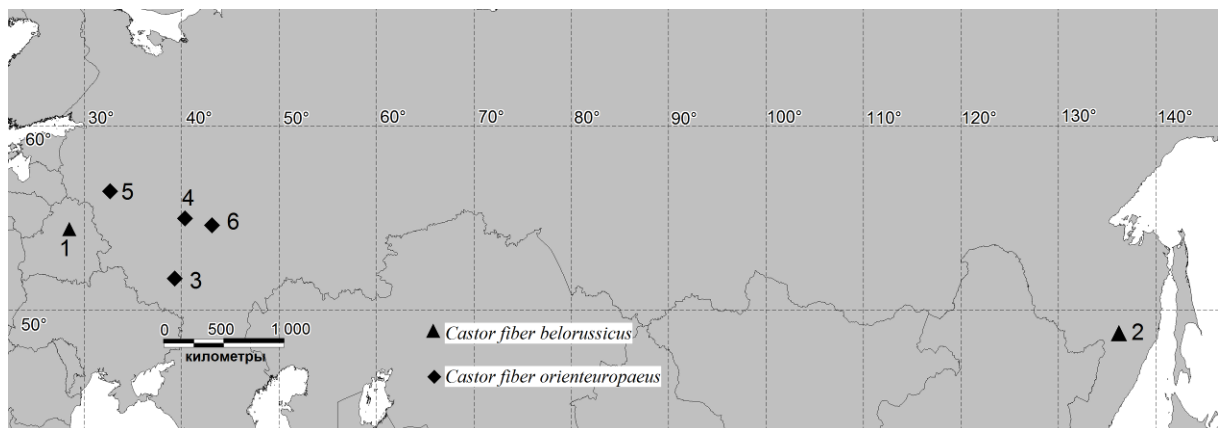 30° 40° 50° 60° 70° 80° 90° 100° 110° 120° 130° 140°
60°
5
4
6
1
3
50°
0 500 1 000
километры
Castor fiber belorussicus
2
Castor fiber orienteuropaeus